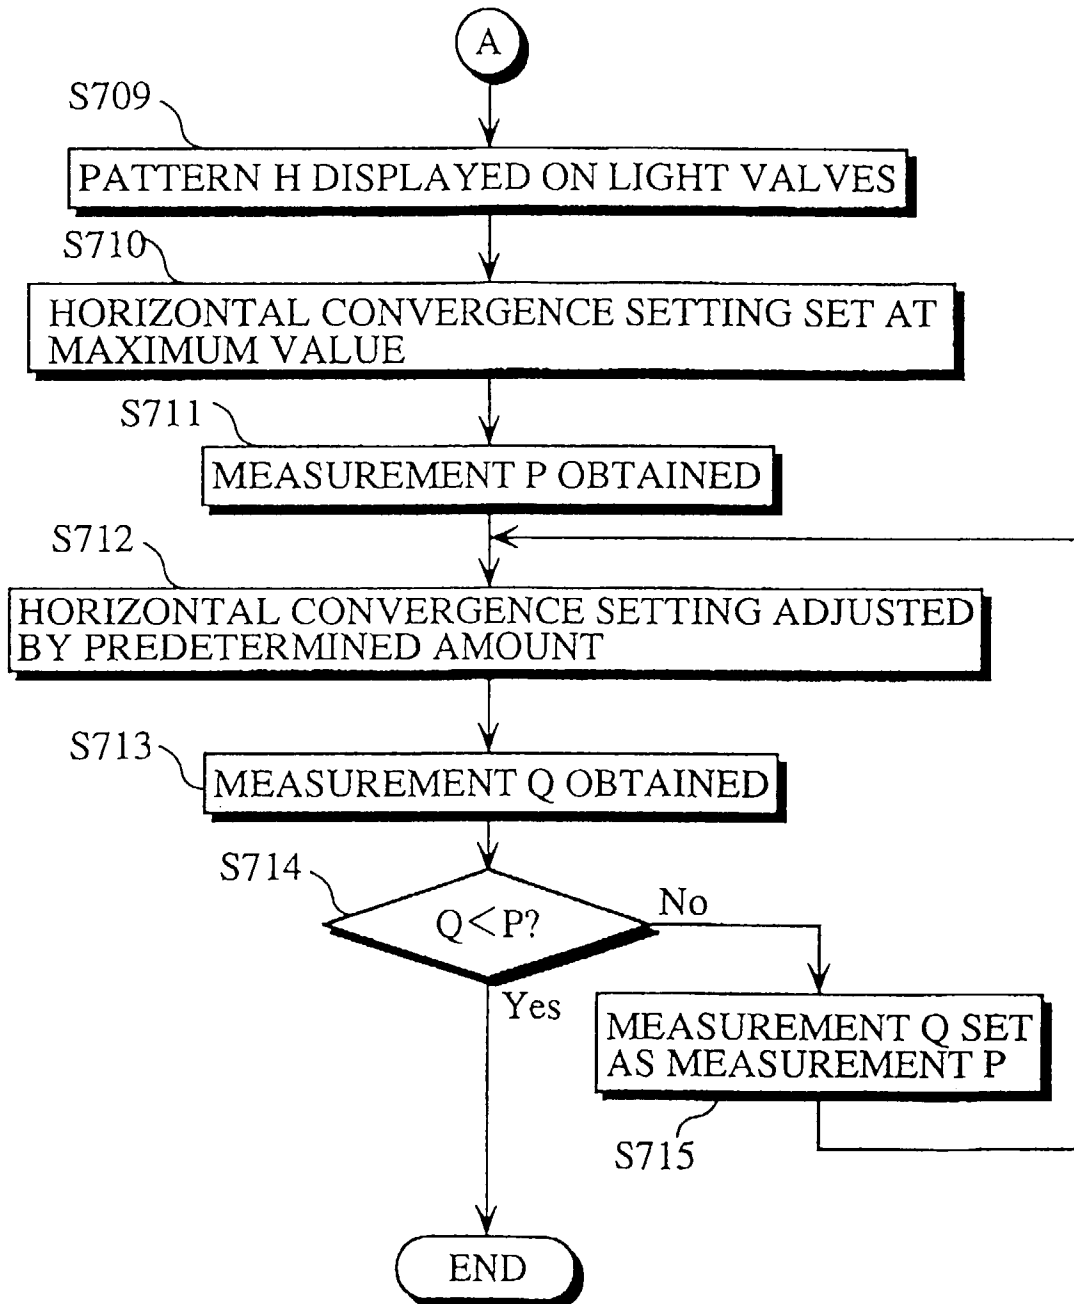 A
S709
PATTERN H DISPLAYED ON LIGHT VALVES
S710
HORIZONTAL CONVERGENCE SETTING SET AT
MAXIMUM VALUE
S711
MEASUREMENT P OBTAINED
S712
HORIZONTAL CONVERGENCE SETTING ADJUSTED
BY PREDETERMINED AMOUNT
S713
MEASUREMENT Q OBTAINED
S714
Q<P?
No
Yes
MEASUREMENT Q SET
AS MEASUREMENT P
S715
END